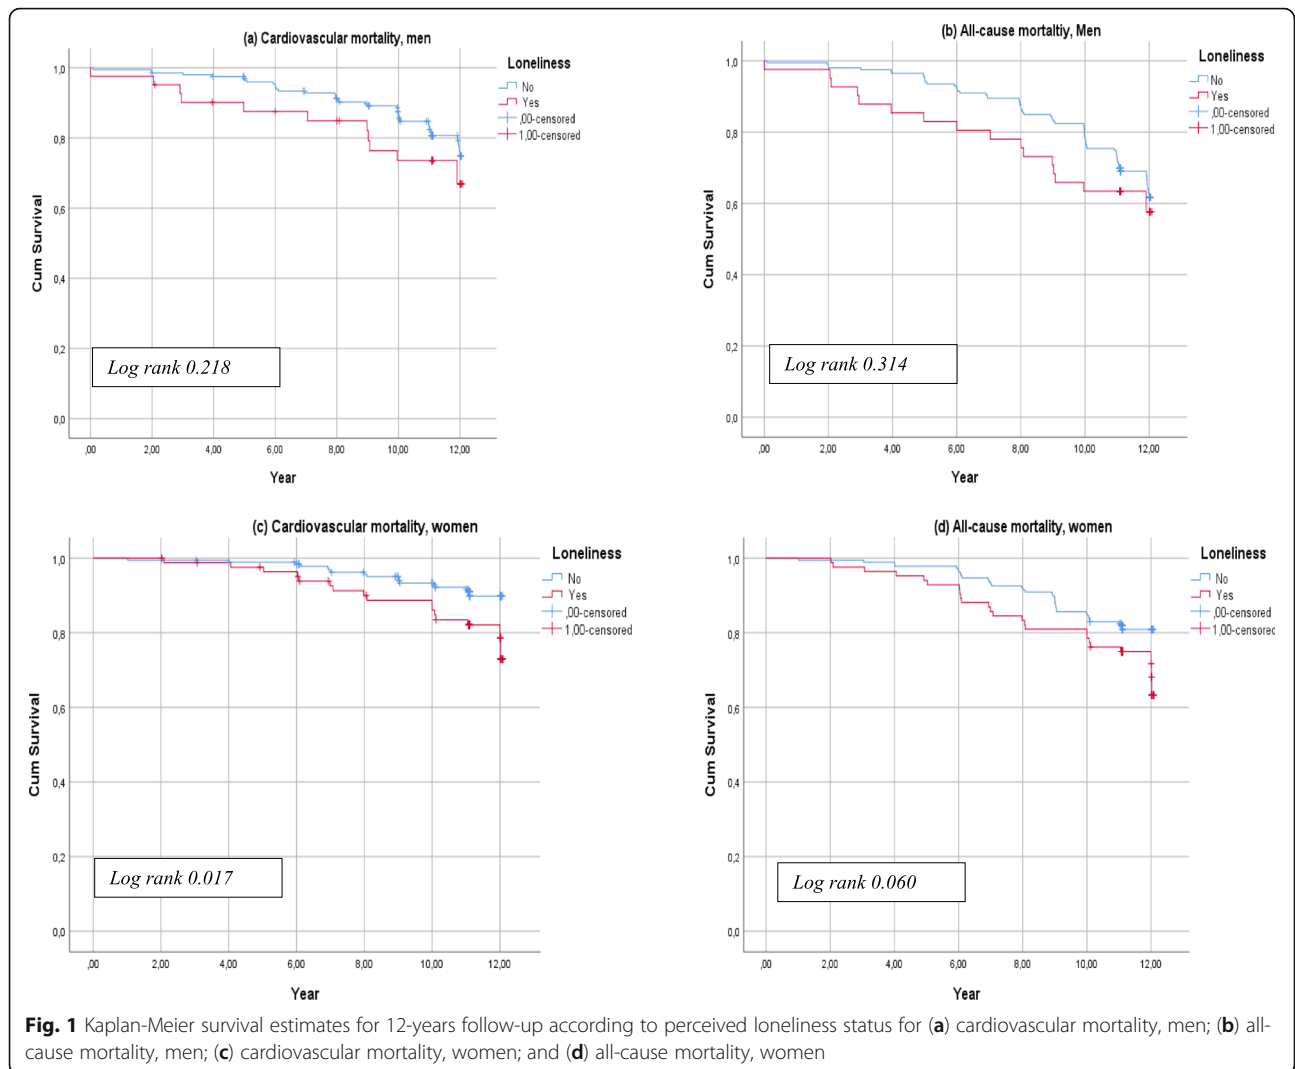 (a) Cardiovascular mortality, men
Loneliness
No
Yes
,00-censored
1,00-censored
1,0
0,8
0,6
0,4
0,2
0,0
Cum Survival
Log rank 0.218
,00 2,00 4,00 6,00 8,00 10,00 12,00
Year
(b) All-cause mortaltiy, Men
Loneliness
No
Yes
,00-censored
1,00-censored
1,0
0,8
0,6
0,4
0,2
0,0
Cum Survival
Log rank 0.314
,00 2,00 4,00 6,00 8,00 10,00 12,00
Year
(c) Cardiovascular mortality, women
Loneliness
No
Yes
,00-censored
1,00-censored
1,0
0,8
0,6
0,4
0,2
0,0
Cum Survival
Log rank 0.017
,00 2,00 4,00 6,00 8,00 10,00 12,00
Year
(d) All-cause mortality, women
Loneliness
No
Yes
,00-censored
1,00-censored
1,0
0,8
0,6
0,4
0,2
0,0
Cum Survival
Log rank 0.060
,00 2,00 4,00 6,00 8,00 10,00 12,00
Year
Fig. 1 Kaplan-Meier survival estimates for 12-years follow-up according to perceived loneliness status for (a) cardiovascular mortality, men; (b) all-
cause mortality, men; (c) cardiovascular mortality, women; and (d) all-cause mortality, women